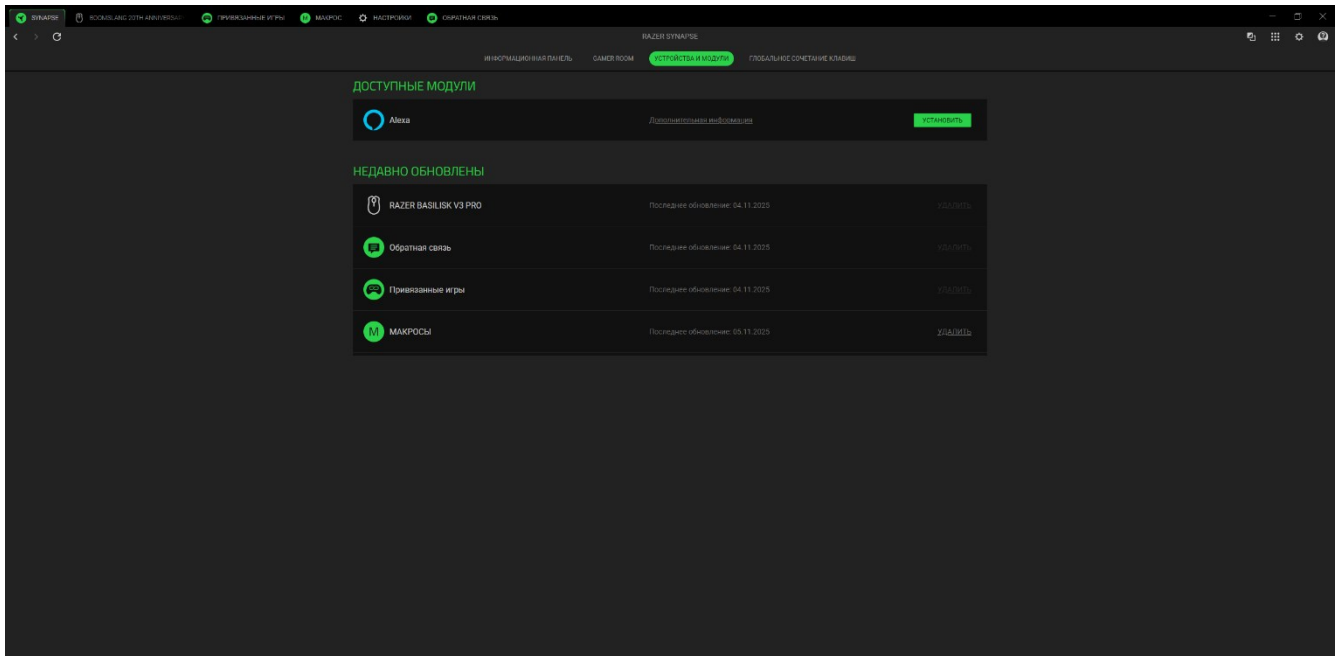 SYNAPSE BOOMSLANG 20TH ANNIVERSAR ПРИВЯЗАННЫЕ ИГРЫ МАКРОС НАСТРОЙКИ ОБРАТНАЯ СВЯЗЬ
RAZER SYNAPSE
ИНФОРМАЦИОННАЯ ПАНЕЛЬ GAMER ROOM УСТРОЙСТВА И МОДУЛИ ГЛОБАЛЬНОЕ СОЧЕТАНИЕ КЛАВИШ
ДОСТУПНЫЕ МОДУЛИ
Alexa Дополнительная информация УСТАНОВИТЬ
НЕДАВНО ОБНОВЛЕНЫ
RAZER BASILISK V3 PRO Последнее обновление: 04.11.2025 УДАЛИТЬ
Обратная связь Последнее обновление: 04.11.2025 УДАЛИТЬ
Привязанные игры Последнее обновление: 04.11.2025 УДАЛИТЬ
M МАКРОСЫ Последнее обновление: 05.11.2025 УДАЛИТЬ